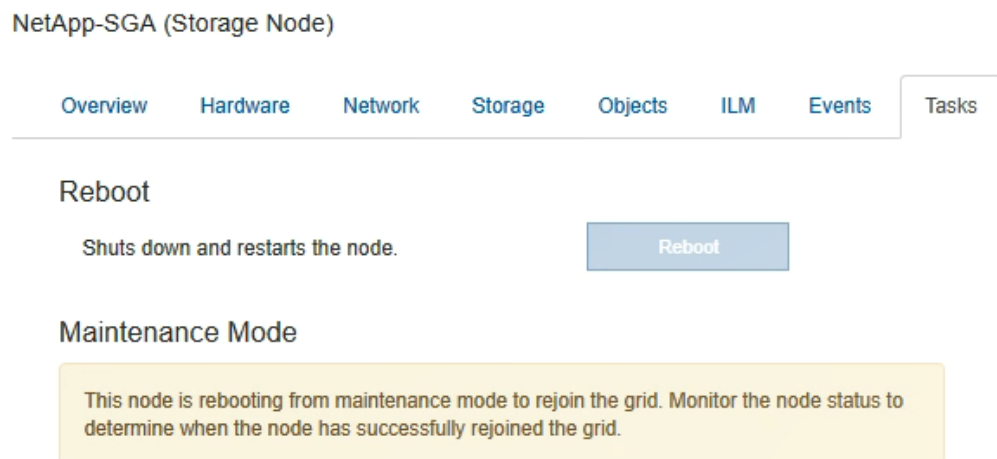 NetApp-SGA (Storage Node)
Overview Hardware Network Storage Objects ILM Events Tasks
Reboot
Shuts down and restarts the node. Reboot
Maintenance Mode
This node is rebooting from maintenance mode to rejoin the grid. Monitor the node status to
determine when the node has successfully rejoined the grid.